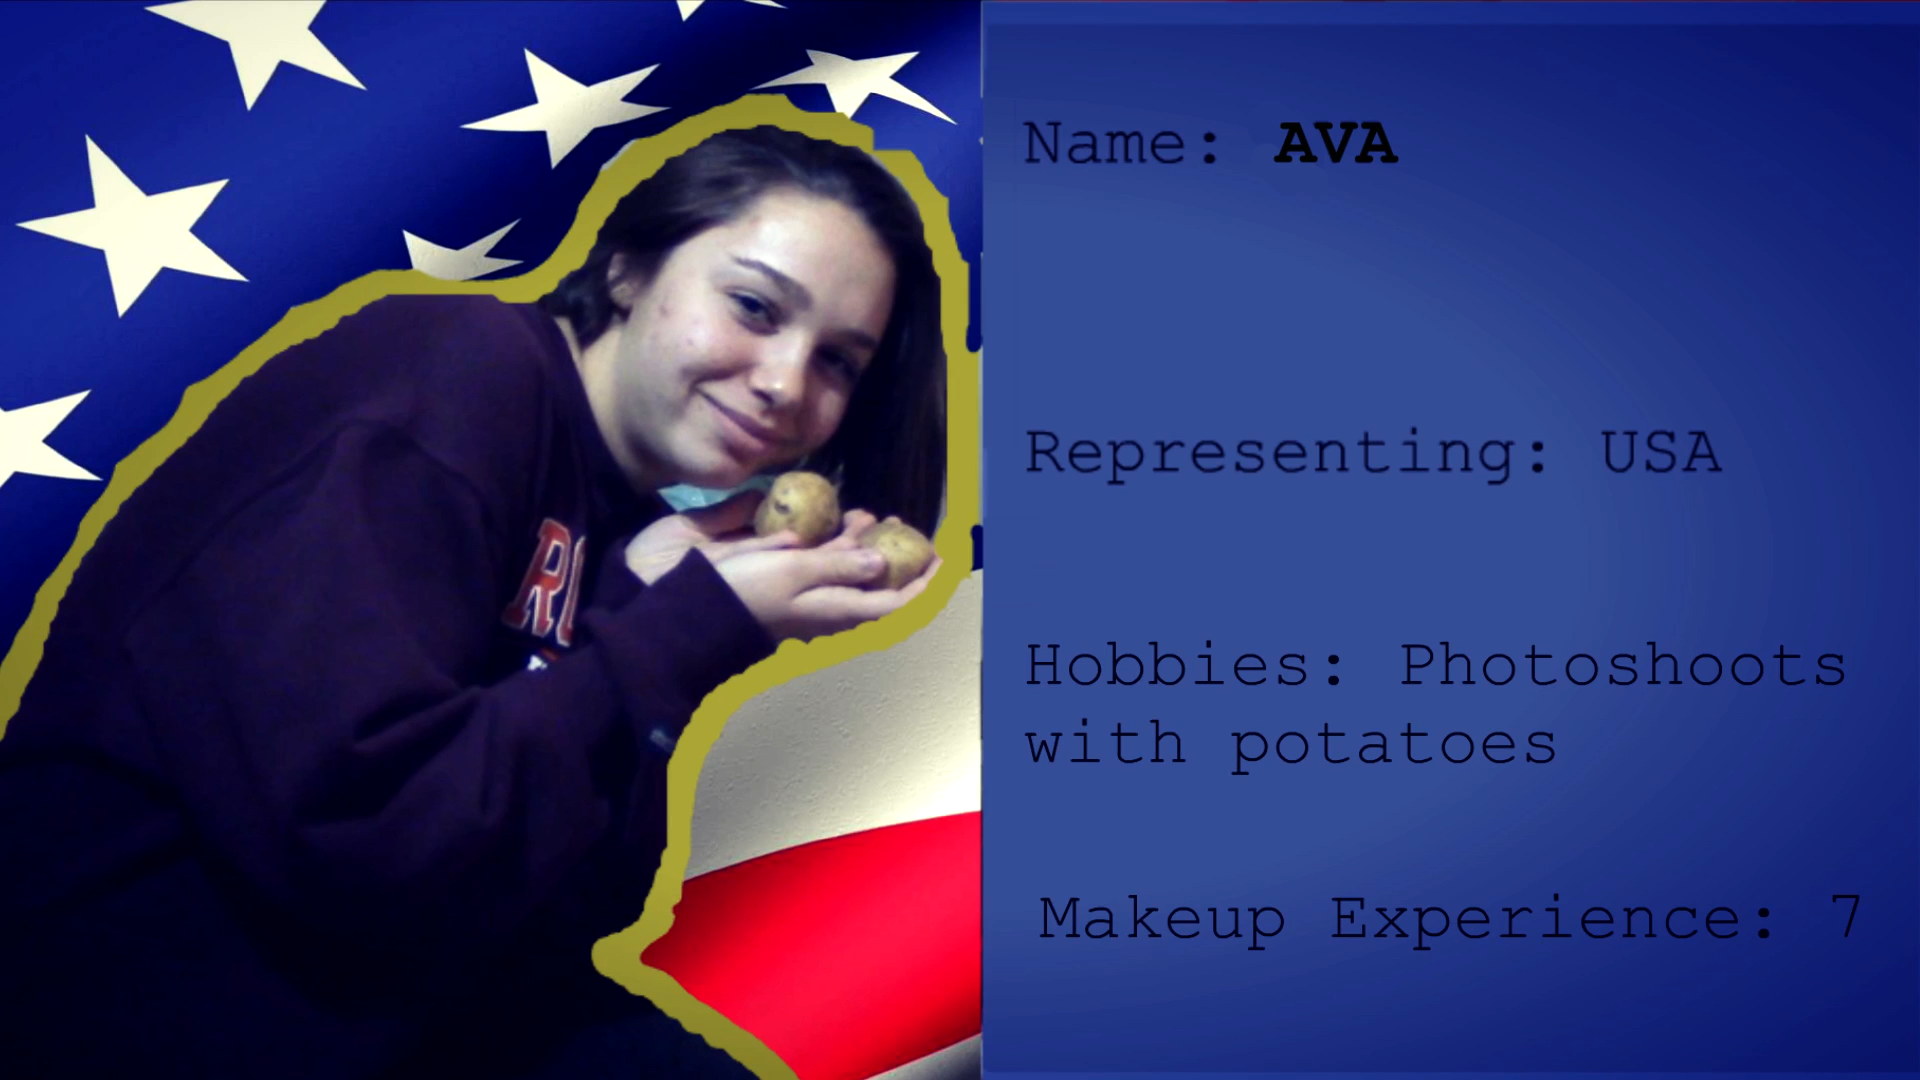 Name: AVA
Representing: USA
Hobbies: Photoshoots
with potatoes
Makeup Experience: 7